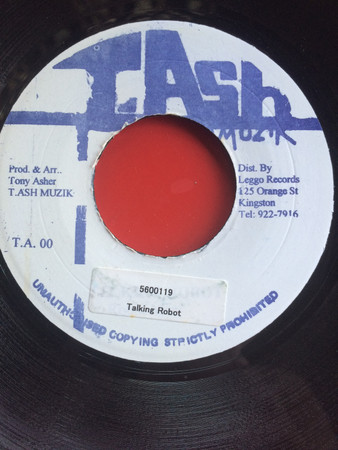 T.Ash
MUZIK
Prod. & Arr..
Tony Asher
T.ASH MUZIK
T.A. 00
Dist. By
Leggo Records
125 Orange St
Kingston
Tel: 922-7916
5600119
Talking Robot
UNAUTHORISED COPYING STRICTLY PROHIBITED